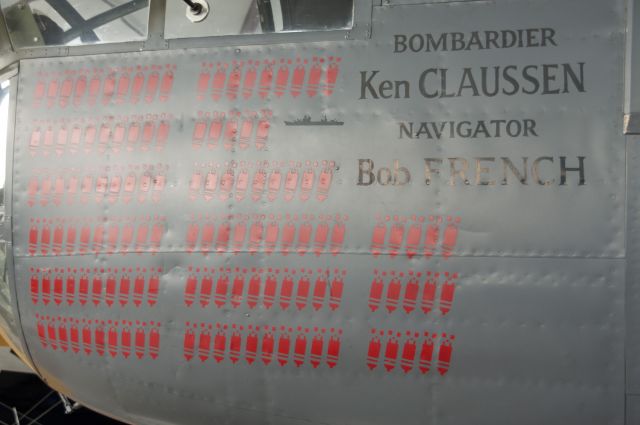 BOMBARDIER
Ken CLAUSSEN
NAVIGATOR
Bob FRENCH